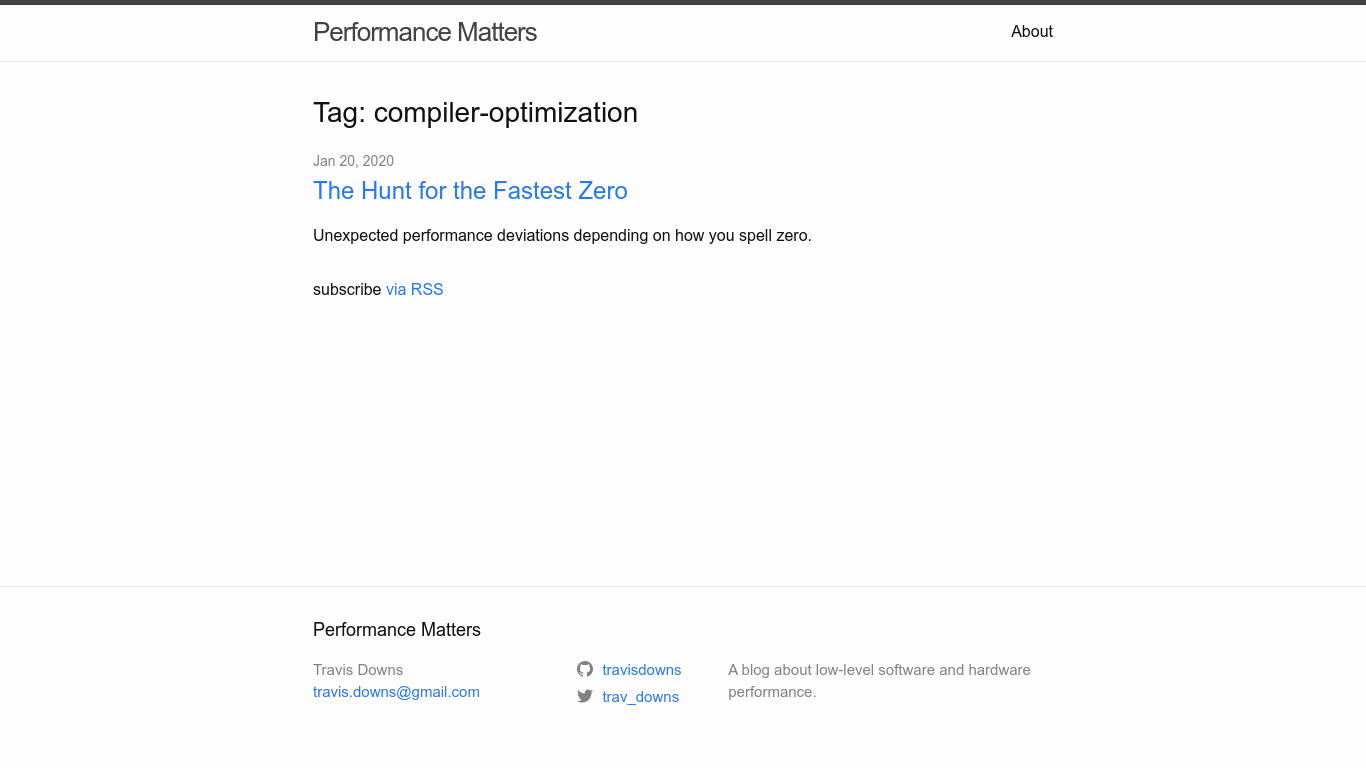 Performance Matters
About
Tag: compiler-optimization
Jan 20, 2020
The Hunt for the Fastest Zero
Unexpected performance deviations depending on how you spell zero.
subscribe via RSS
Performance Matters
Travis Downs
travis.downs@gmail.com
travisdowns
trav_downs
A blog about low-level software and hardware
performance.